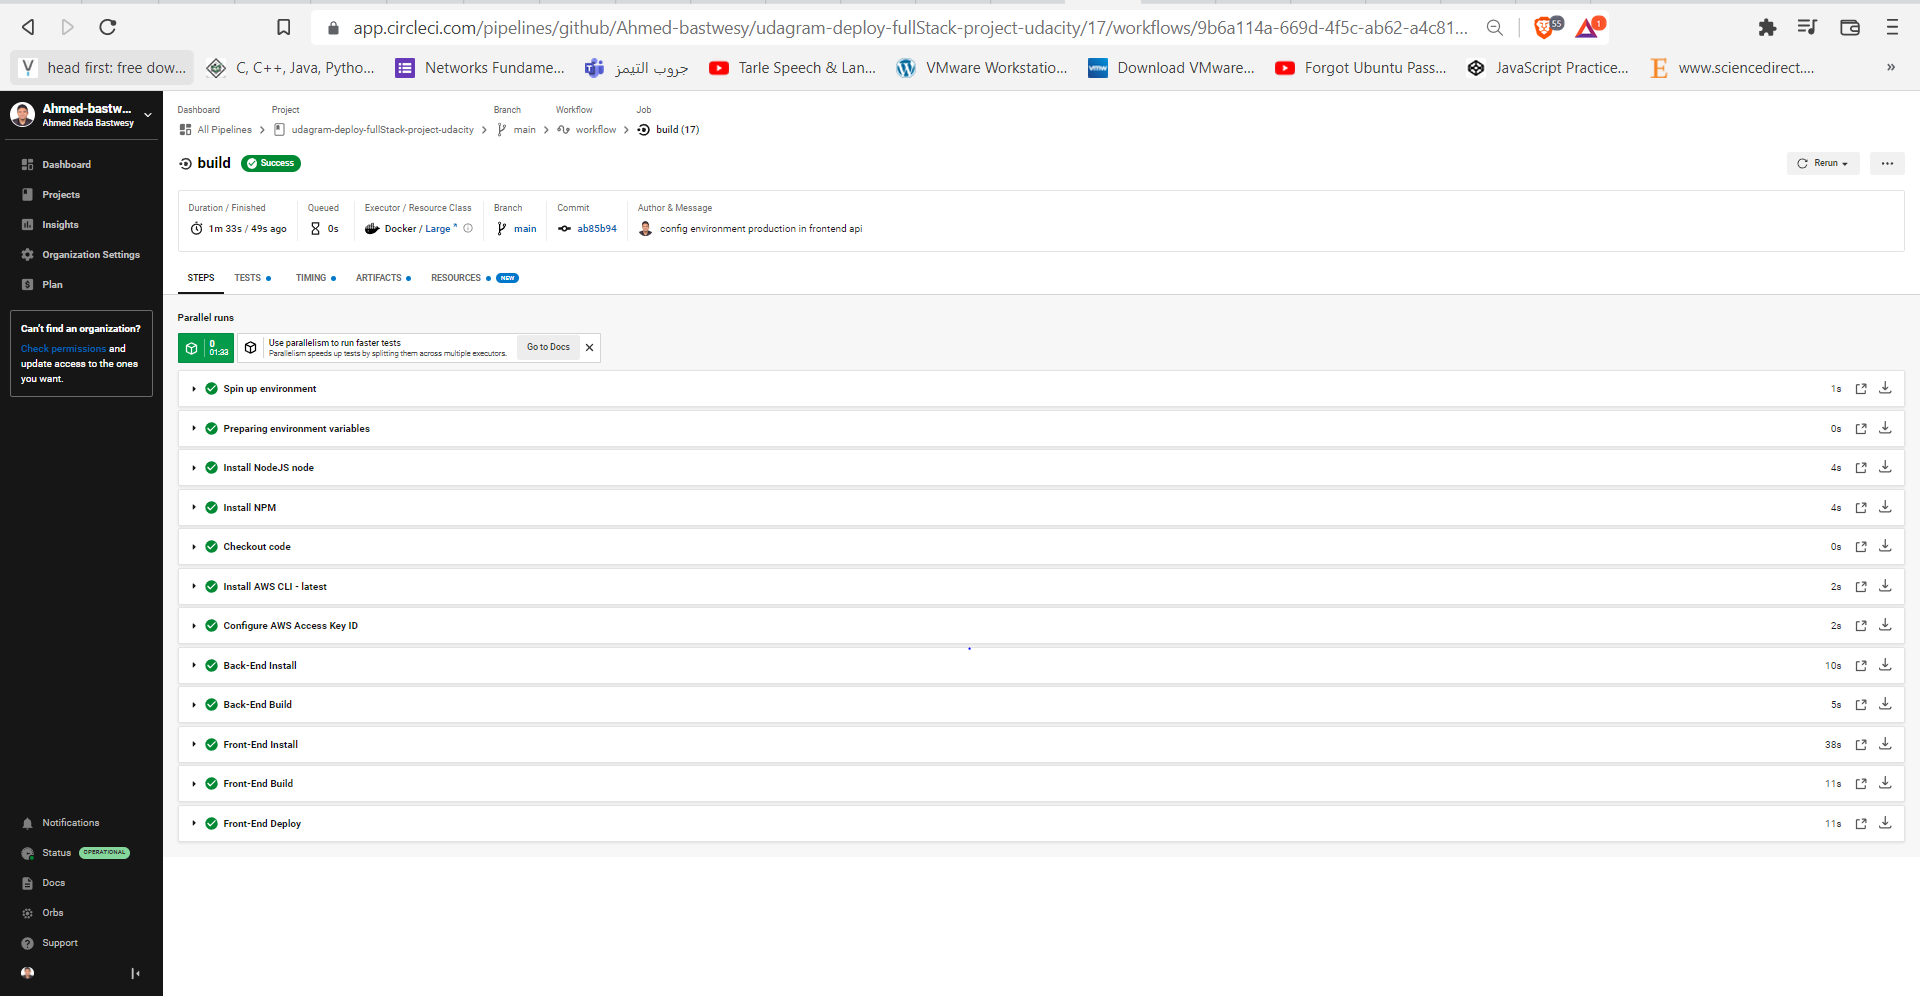 app.circleci.com/pipelines/github/Ahmed-bastwesy/udagram-deploy-fullStack-project-udacity/17/workflows/9b6a114a-669d-4f5c-ab62-a4c81...
55
1
head first: free dow...
C, C++, Java, Pytho...
Networks Fundame...
جروب التيمز
Tarle Speech & Lan...
VMware Workstatio...
Download VMware...
Forgot Ubuntu Pass...
JavaScript Practice...
www.sciencedirect....
»
Ahmed-bastw...
Ahmed Reda Bastwesy
Dashboard
Projects
Insights
Organization Settings
Plan
Can't find an organization?
Check permissions and
update access to the ones
you want.
Notifications
Status OPERATIONAL
Docs
Orbs
Support
Dashboard Project Branch Workflow Job
All Pipelines udagram-deploy-fullStack-project-udacity main workflow build (17)
build Success
Rerun
Duration / Finished Queued Executor / Resource Class Branch Commit Author & Message
1m 33s / 49s ago 0s Docker / Large main ab85b94 config environment production in frontend api
STEPS TESTS TIMING ARTIFACTS RESOURCES NEW
Parallel runs
0
01:33
Use parallelism to run faster tests
Parallelism speeds up tests by splitting them across multiple executors.
Go to Docs
Spin up environment 1s
Preparing environment variables 0s
Install NodeJS node 4s
Install NPM 4s
Checkout code 0s
Install AWS CLI - latest 2s
Configure AWS Access Key ID 2s
Back-End Install 10s
Back-End Build 5s
Front-End Install 38s
Front-End Build 11s
Front-End Deploy 11s